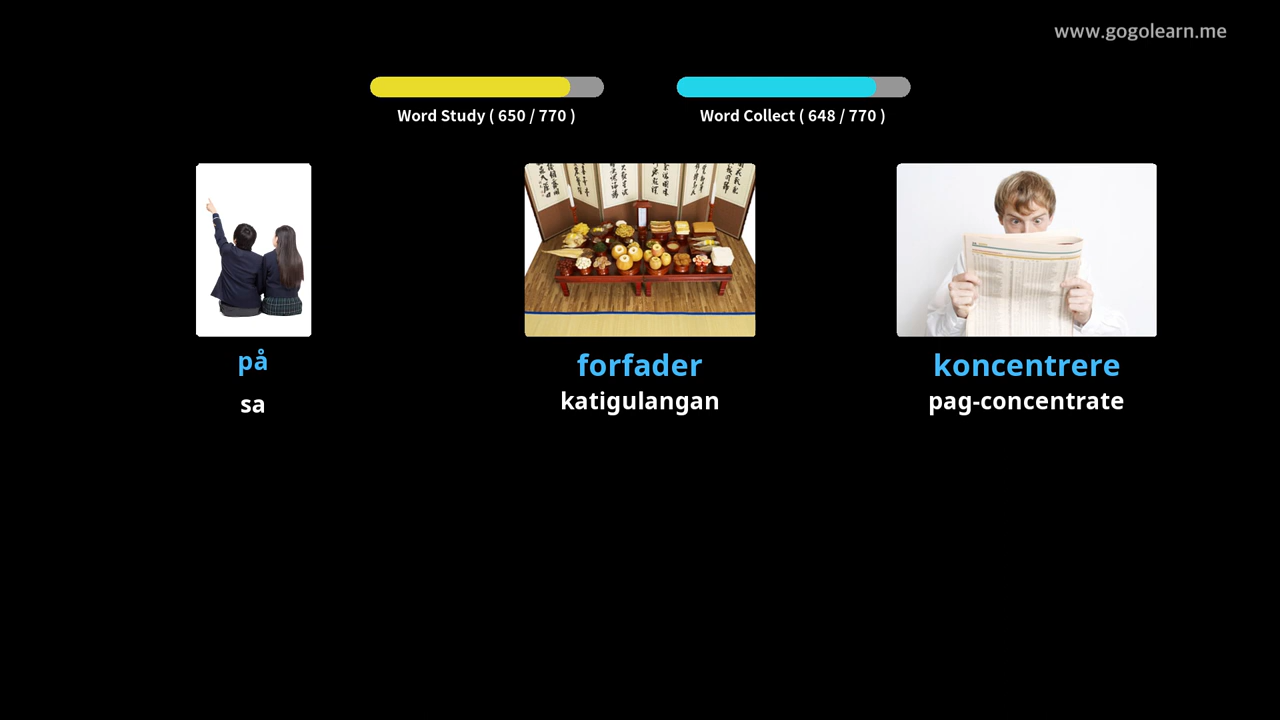 www.gogolearn.me
Word Study ( 650 / 770 )
Word Collect ( 648 / 770 )
på
forfader
koncentrere
sa
katigulangan
pag-concentrate